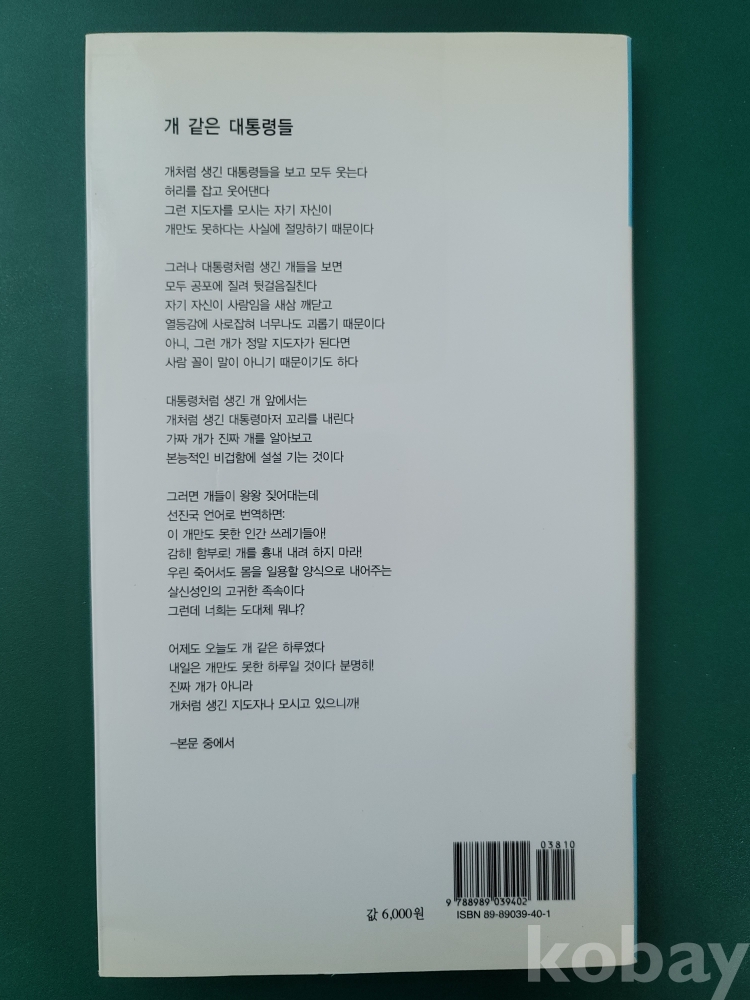 개 같은 대통령들
개처럼 생긴 대통령들을 보고 모두 웃는다
허리를 잡고 웃어댄다
그런 지도자를 모시는 자기 자신이
개만도 못하다는 사실에 절망하기 때문이다
그러나 대통령처럼 생긴 개들을 보면
모두 공포에 질려 뒷걸음질친다
자기 자신이 사람임을 새삼 깨닫고
열등감에 사로잡혀 너무나도 괴롭기 때문이다
아니, 그런 개가 정말 지도자가 된다면
사람 꼴이 말이 아니기 때문이기도 하다
대통령처럼 생긴 개 앞에서는
개처럼 생긴 대통령마저 꼬리를 내린다
가짜 개가 진짜 개를 알아보고
본능적인 비겁함에 설설 기는 것이다
그러면 개들이 왕왕 짖어대는데
선진국 언어로 번역하면:
이 개만도 못한 인간 쓰레기들아!
감히! 함부로! 개를 흉내 내려 하지 마라!
우린 죽어서도 몸을 일용할 양식으로 내어주는
살신성인의 고귀한 족속이다
그런데 너희는 도대체 뭐냐?
어제도 오늘도 개 같은 하루였다
내일은 개만도 못한 하루일 것이다 분명히!
진짜 개가 아니라
개처럼 생긴 지도자나 모시고 있으니까!
–본문 중에서
03810
9 788989 039402
값 6,000원
ISBN 89-89039-40-1
kobay